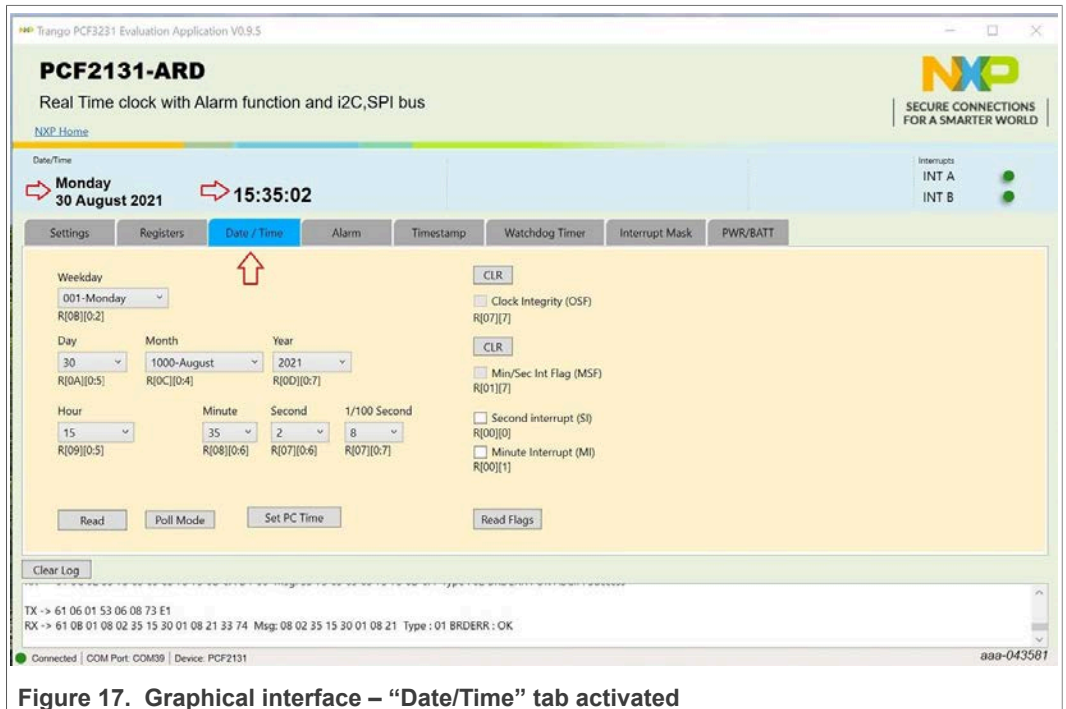 NXP Trango PCF3231 Evaluation Application V0.9.5
PCF2131-ARD
Real Time clock with Alarm function and i2C,SPI bus
NXP Home
NXP
SECURE CONNECTIONS
FOR A SMARTER WORLD
Date/Time
Monday
30 August 2021
15:35:02
Interrupts
INT A
INT B
Settings Registers Date / Time Alarm Timestamp Watchdog Timer Interrupt Mask PWR/BATT
Weekday
001-Monday
R[0B][0:2]
Day Month Year
30 1000-August 2021
R[0A][0:5] R[0C][0:4] R[0D][0:7]
Hour Minute Second 1/100 Second
15 35 2 8
R[09][0:5] R[08][0:6] R[07][0:6] R[07][0:7]
Read Poll Mode Set PC Time
CLR
Clock Integrity (OSF)
R[07][7]
CLR
Min/Sec Int Flag (MSF)
R[01][7]
Second interrupt (SI)
R[00][0]
Minute Interrupt (MI)
R[00][1]
Read Flags
Clear Log
TX -> 61 06 01 53 06 08 73 E1
RX -> 61 0B 01 08 02 35 15 30 01 08 21 33 74 Msg: 08 02 35 15 30 01 08 21 Type : 01 BRDERR : OK
Connected COM Port: COM39 Device: PCF2131
aaa-043581
Figure 17. Graphical interface – “Date/Time” tab activated